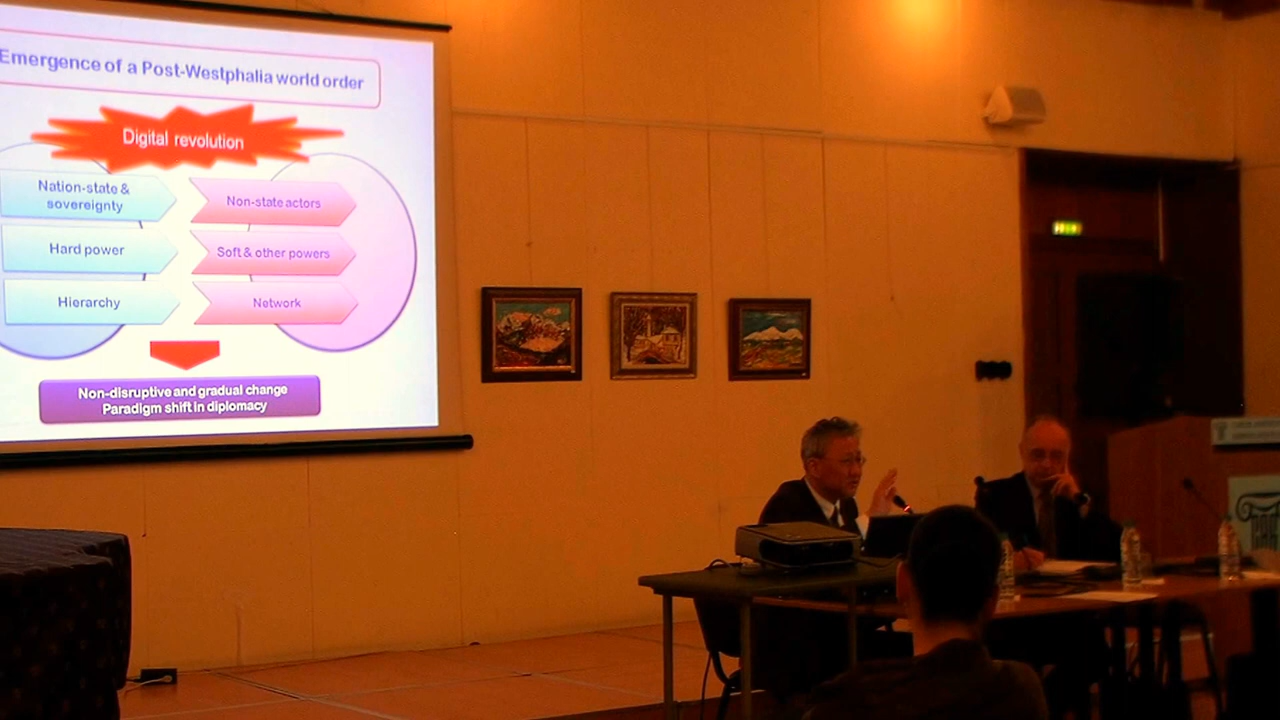 Emergence of a Post-Westphalia world order
Digital revolution
Nation-state &
sovereignty
Non-state actors
Hard power
Soft & other powers
Hierarchy
Network
Non-disruptive and gradual change
Paradigm shift in diplomacy